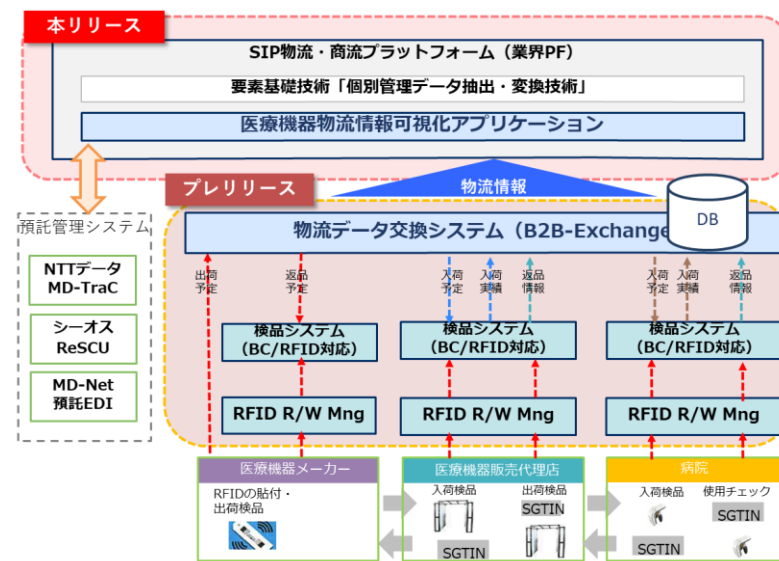 本リリース
SIP物流・商流プラットフォーム（業界PF）
要素基礎技術「個別管理データ抽出・変換技術」
医療機器物流情報可視化アプリケーション
プレリリース
物流情報
預託管理システム
NTTデータ
MD-TraC
シーオス
ReSCU
MD-Net
預託EDI
物流データ交換システム（B2B-Exchange
DB
出荷
予定
返品
予定
入荷
予定
入荷
実績
返品
情報
入荷
予定
入荷
実績
返品
情報
検品システム
（BC/RFID対応）
検品システム
（BC/RFID対応）
検品システム
（BC/RFID対応）
RFID R/W Mng
RFID R/W Mng
RFID R/W Mng
医療機器メーカー
RFIDの貼付・
出荷検品
医療機器販売代理店
入荷検品
出荷検品
SGTIN
SGTIN
病院
入荷検品
使用チェック
SGTIN
SGTIN